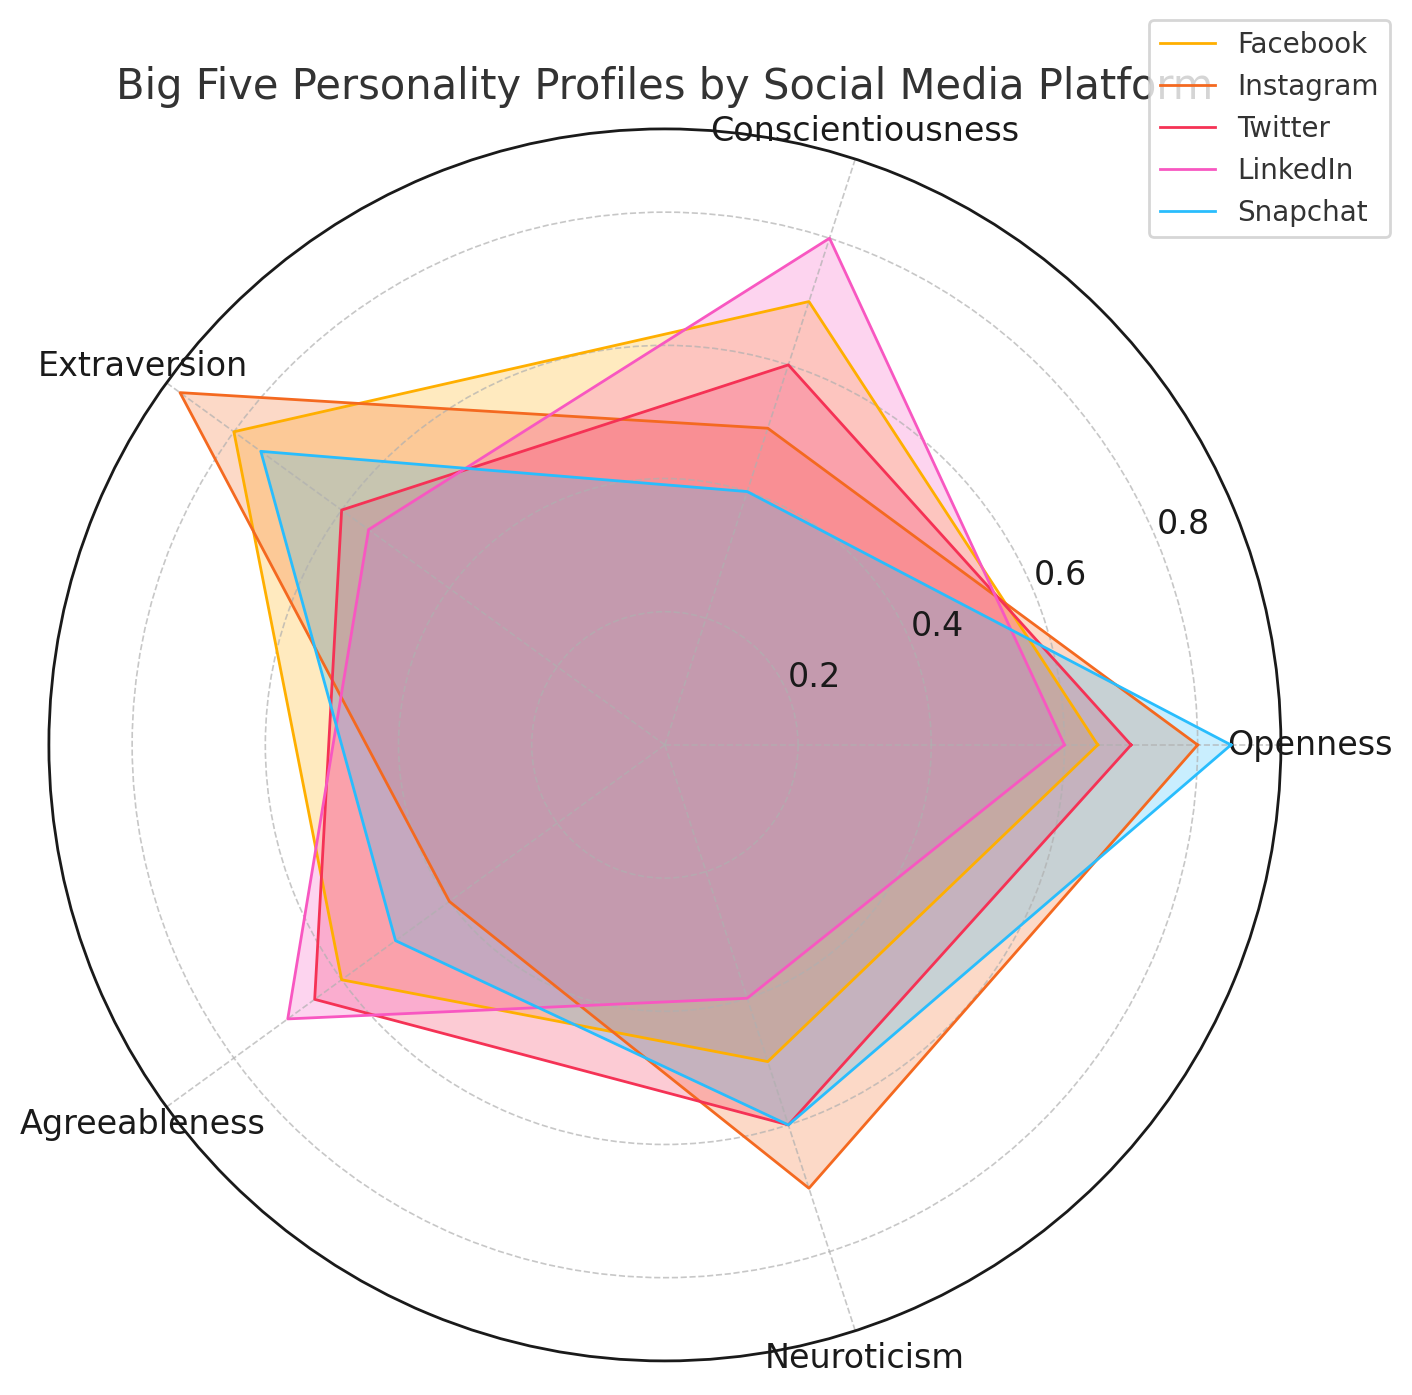 Big Five Personality Profiles by Social Media Platform
Facebook
Instagram
Twitter
LinkedIn
Snapchat
Conscientiousness
Extraversion
0.8
0.6
0.4
0.2
Openness
Agreeableness
Neuroticism